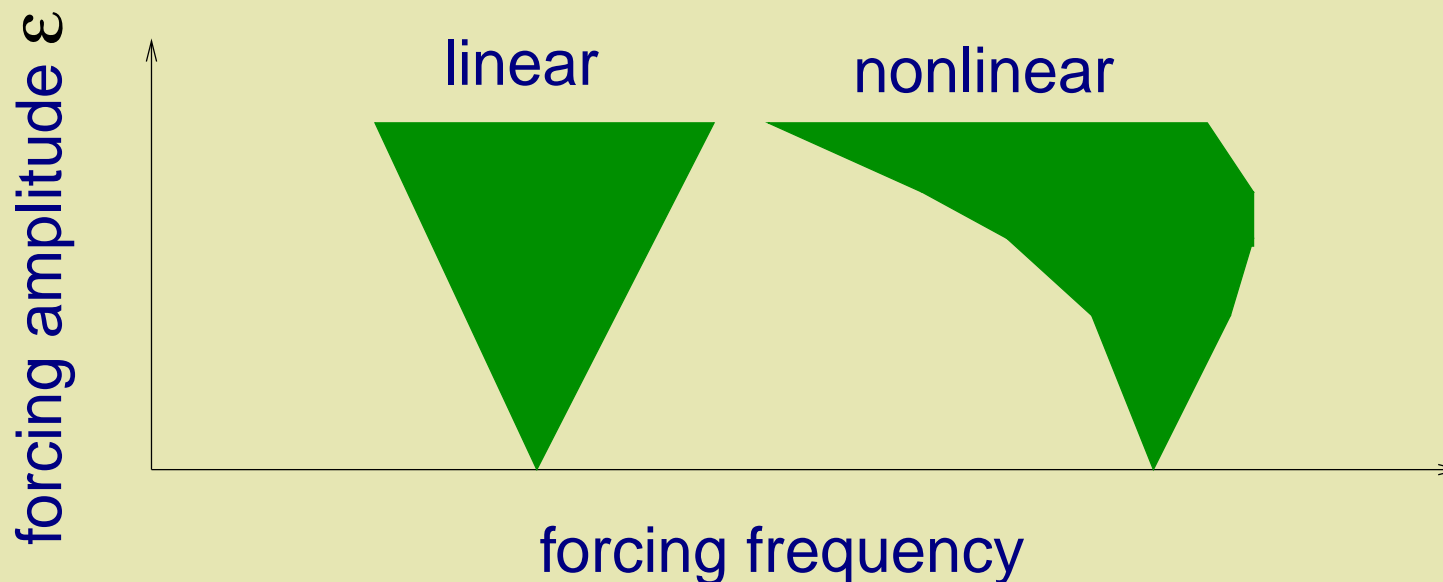 forcing amplitude ε
linear
nonlinear
forcing frequency